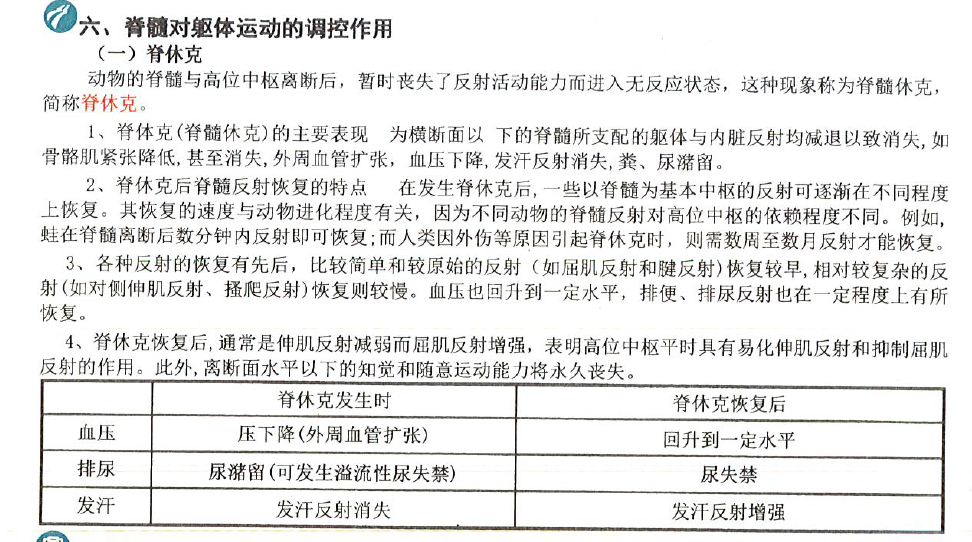 六、脊髓对躯体运动的调控作用
（一）脊休克
动物的脊髓与高位中枢离断后，暂时丧失了反射活动能力而进入无反应状态，这种现象称为脊髓休克，
简称脊休克。
1、脊体克(脊髓休克)的主要表现 为横断面以 下的脊髓所支配的躯体与内脏反射均减退以致消失,如
骨骼肌紧张降低,甚至消失,外周血管扩张，血压下降,发汗反射消失,粪、尿潴留。
2、脊休克后脊髓反射恢复的特点 在发生脊休克后,一些以脊髓为基本中枢的反射可逐渐在不同程度
上恢复。其恢复的速度与动物进化程度有关，因为不同动物的脊髓反射对高位中枢的依赖程度不同。例如,
蛙在脊髓离断后数分钟内反射即可恢复;而人类因外伤等原因引起脊休克时，则需数周至数月反射才能恢复。
3、各种反射的恢复有先后，比较简单和较原始的反射（如屈肌反射和腱反射)恢复较早,相对较复杂的反
射(如对侧伸肌反射、搔爬反射)恢复则较慢。血压也回升到一定水平，排便、排尿反射也在一定程度上有所
恢复。
4、脊休克恢复后,通常是伸肌反射减弱而屈肌反射增强，表明高位中枢平时具有易化伸肌反射和抑制屈肌
反射的作用。此外,离断面水平以下的知觉和随意运动能力将永久丧失。
脊休克发生时 脊休克恢复后
血压 压下降(外周血管扩张) 回升到一定水平
排尿 尿潴留(可发生溢流性尿失禁) 尿失禁
发汗 发汗反射消失 发汗反射增强